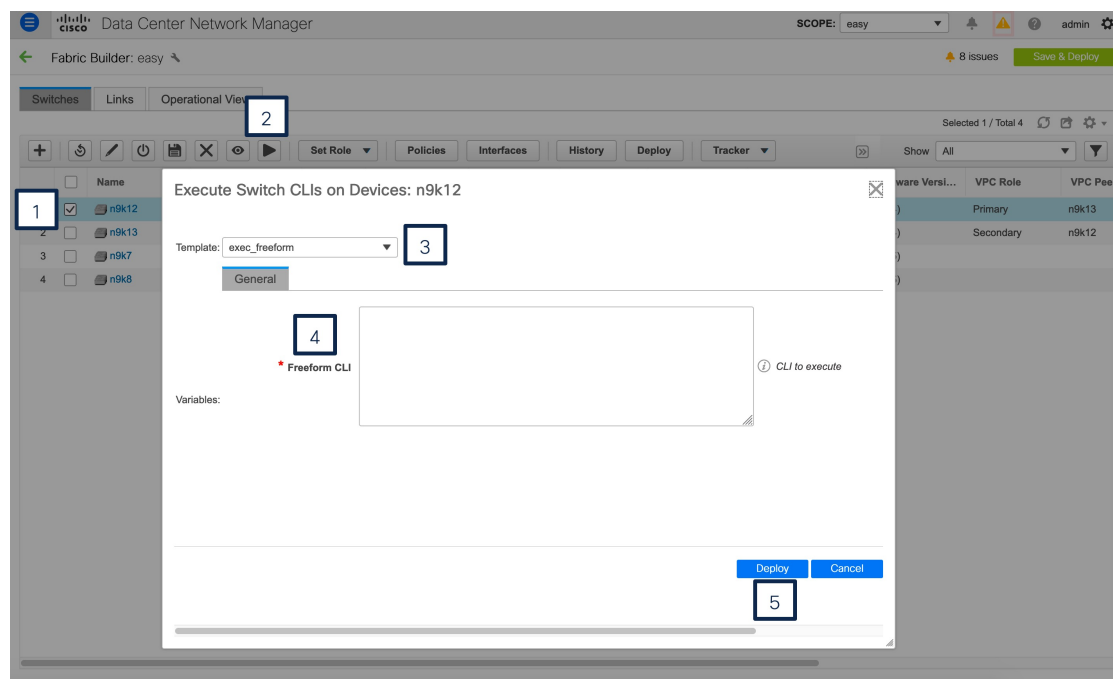 cisco Data Center Network Manager SCOPE: easy admin
Fabric Builder: easy 8 issues Save & Deploy
Switches Links Operational View
2
Selected 1 / Total 4
Set Role Policies Interfaces History Deploy Tracker Show All
Name ware Versi... VPC Role VPC Pee
Execute Switch CLIs on Devices: n9k12
1 n9k12 ) Primary n9k13
2 n9k13 ) Secondary n9k12
Template: exec_freeform 3
3 n9k7 )
4 n9k8 )
General
4
* Freeform CLI i CLI to execute
Variables:
Deploy Cancel
5